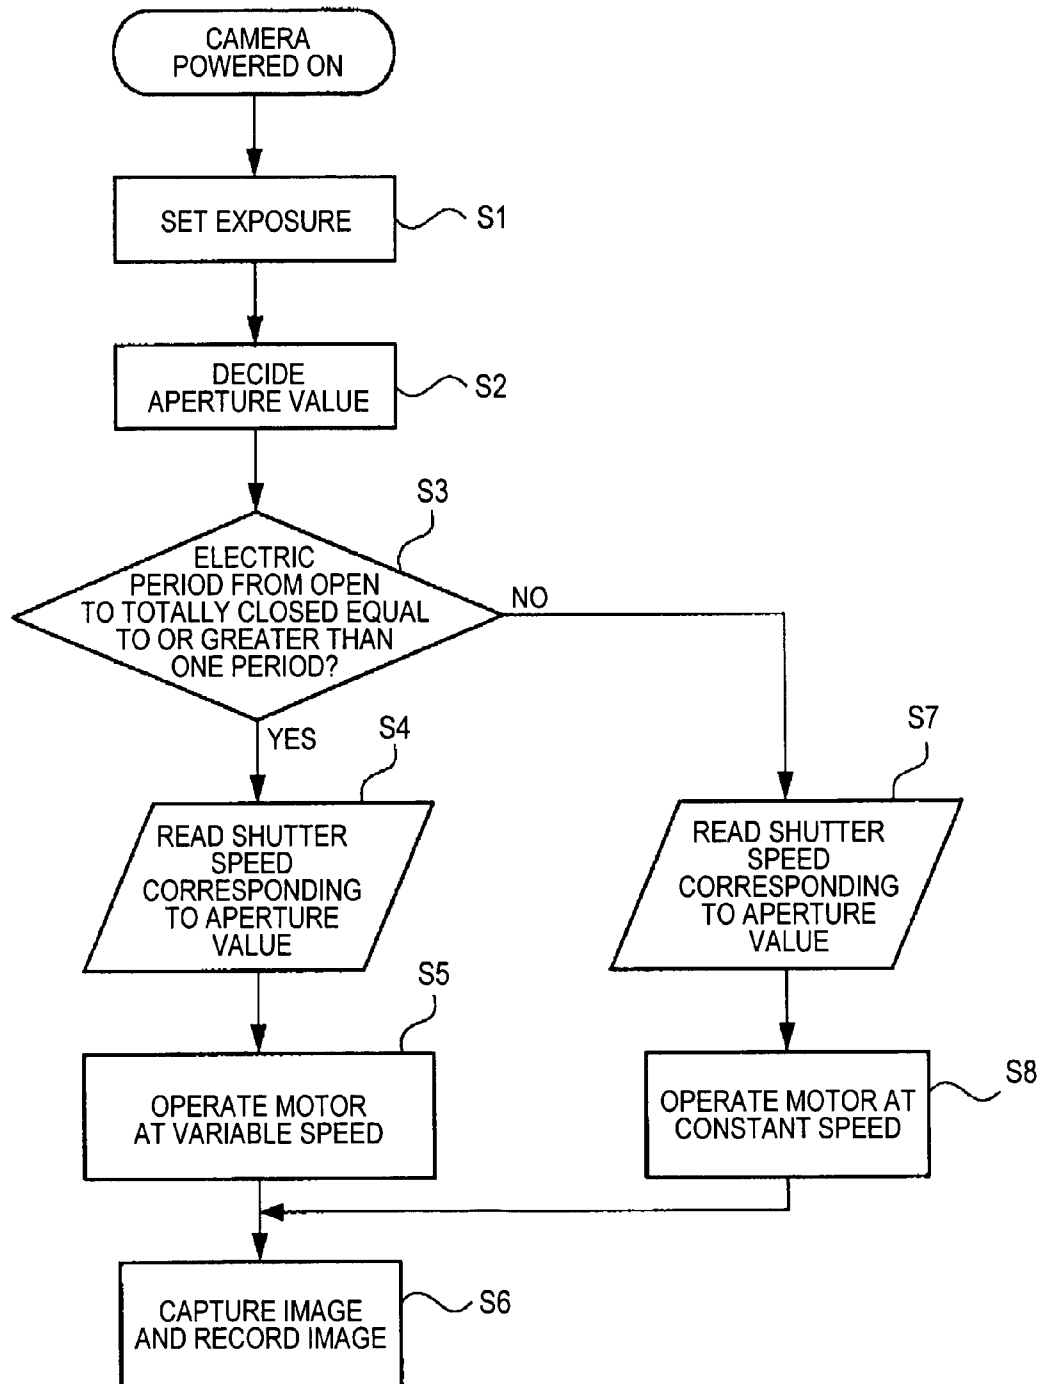 CAMERA
POWERED ON
SET EXPOSURE
S1
DECIDE
APERTURE VALUE
S2
S3
ELECTRIC
PERIOD FROM OPEN
TO TOTALLY CLOSED EQUAL
TO OR GREATER THAN
ONE PERIOD?
NO
YES
S4
READ SHUTTER
SPEED
CORRESPONDING
TO APERTURE
VALUE
S7
READ SHUTTER
SPEED
CORRESPONDING
TO APERTURE
VALUE
S5
OPERATE MOTOR
AT VARIABLE SPEED
S8
OPERATE MOTOR AT
CONSTANT SPEED
CAPTURE IMAGE
AND RECORD IMAGE
S6